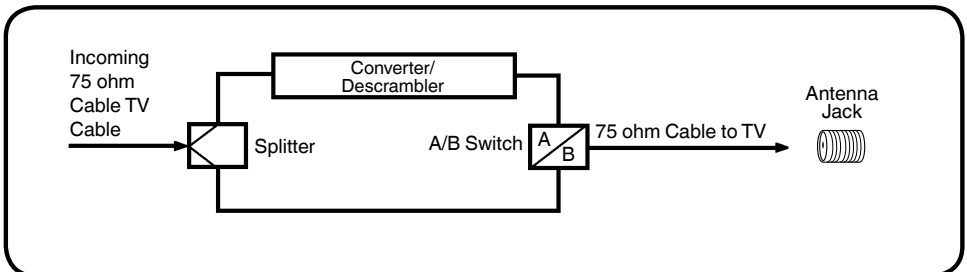 Incoming
75 ohm
Cable TV
Cable
Converter/
Descrambler
Splitter
A/B Switch
A
B
75 ohm Cable to TV
Antenna
Jack